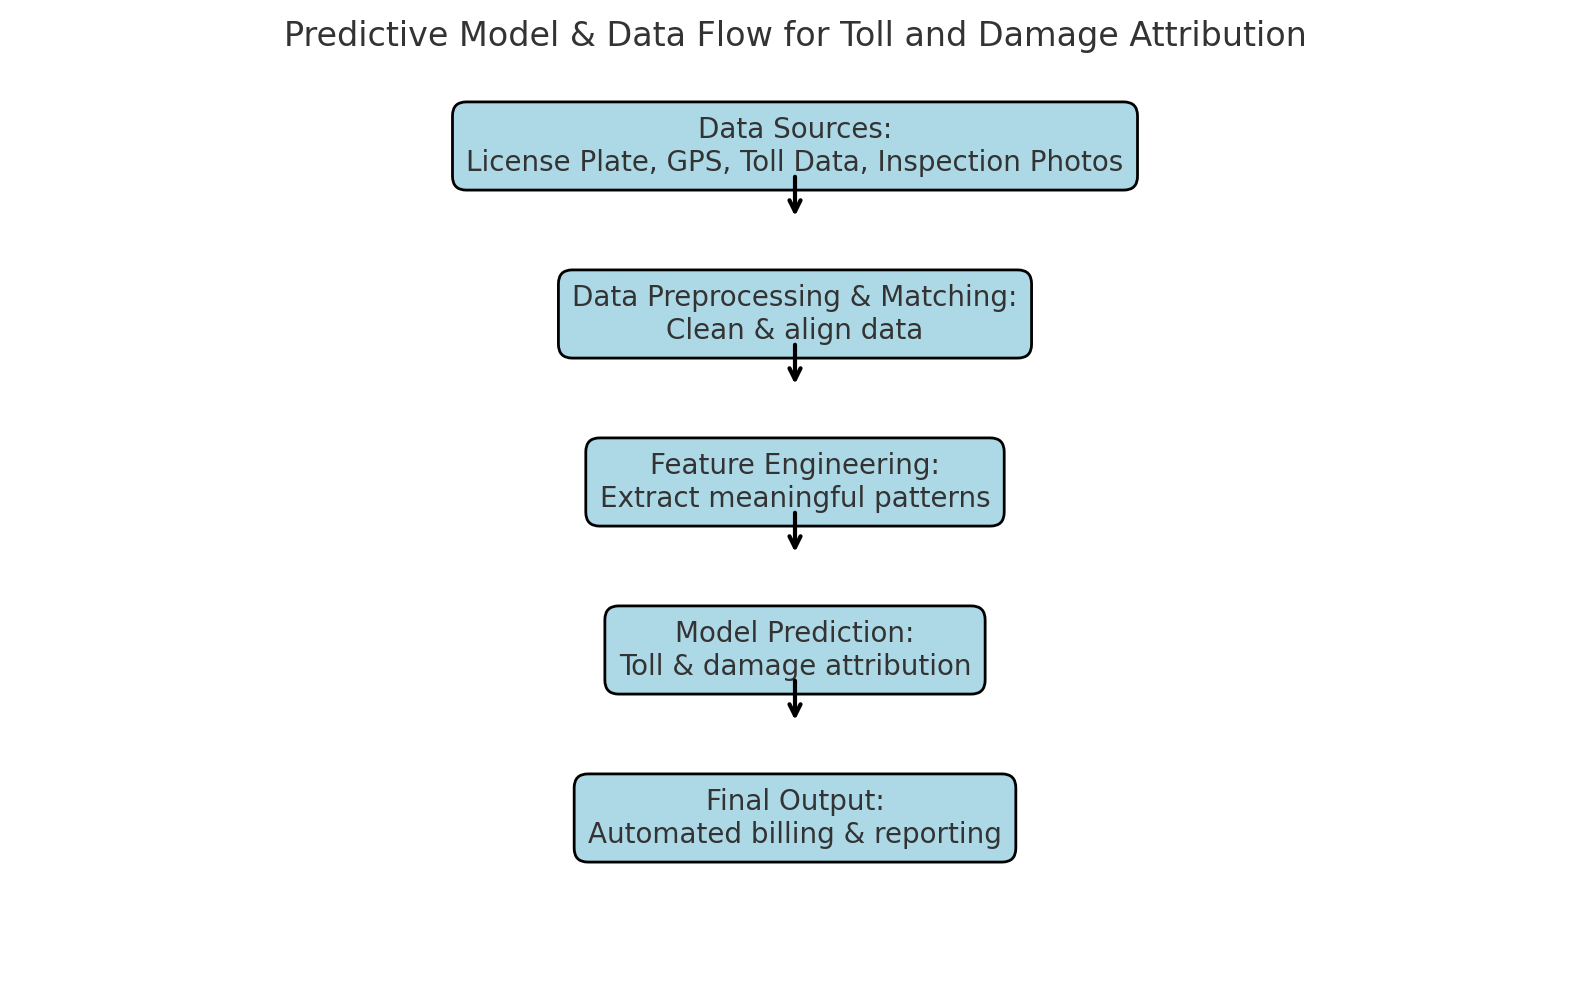 Predictive Model & Data Flow for Toll and Damage Attribution
Data Sources:
License Plate, GPS, Toll Data, Inspection Photos
Data Preprocessing & Matching:
Clean & align data
Feature Engineering:
Extract meaningful patterns
Model Prediction:
Toll & damage attribution
Final Output:
Automated billing & reporting